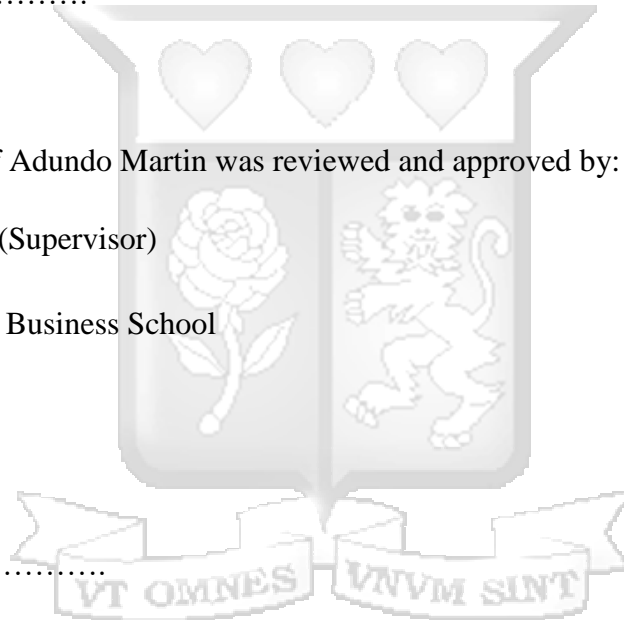 ……………….
f Adundo Martin was reviewed and approved by:
(Supervisor)
Business School
……………….
VT OMNES VNVM SINT